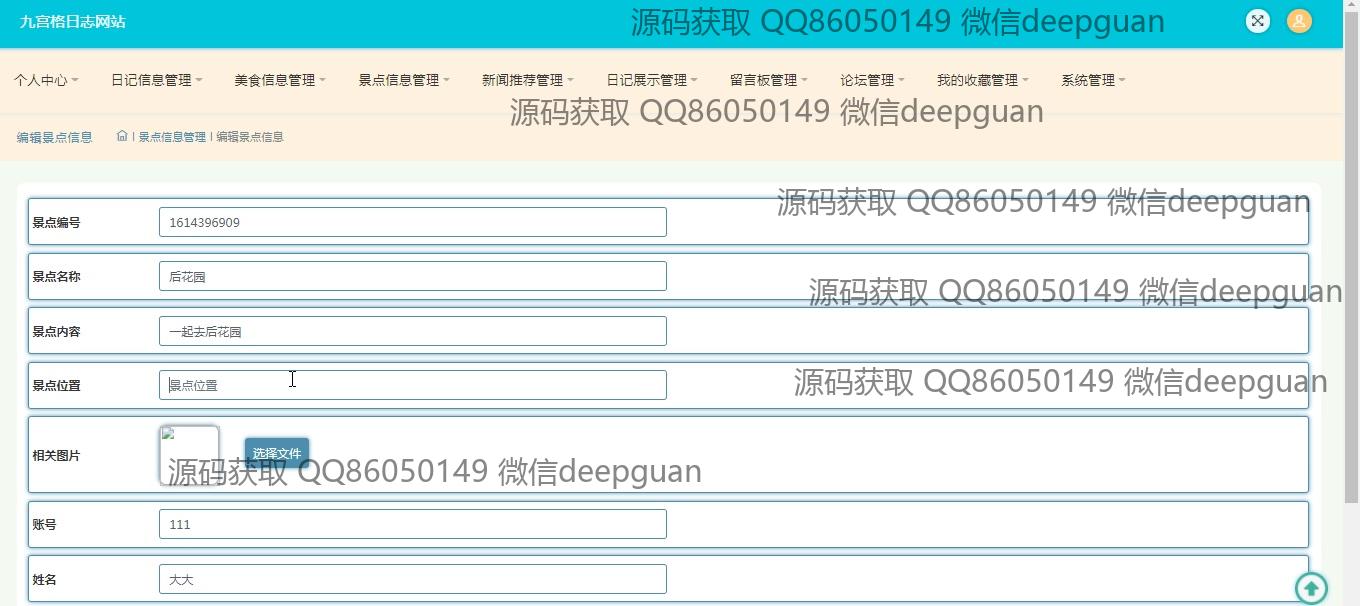 九宫格日志网站
源码获取 QQ86050149 微信deepguan
个人中心 日记信息管理 美食信息管理 景点信息管理 新闻推荐管理 日记展示管理 留言板管理 论坛管理 我的收藏管理 系统管理
源码获取 QQ86050149 微信deepguan
编辑景点信息 | 景点信息管理 | 编辑景点信息
源码获取 QQ86050149 微信deepguan
景点编号 1614396909
景点名称 后花园
源码获取 QQ86050149 微信deepguan
景点内容 一起去后花园
景点位置 景点位置
源码获取 QQ86050149 微信deepguan
相关图片 选择文件
源码获取 QQ86050149 微信deepguan
账号 111
姓名 大大